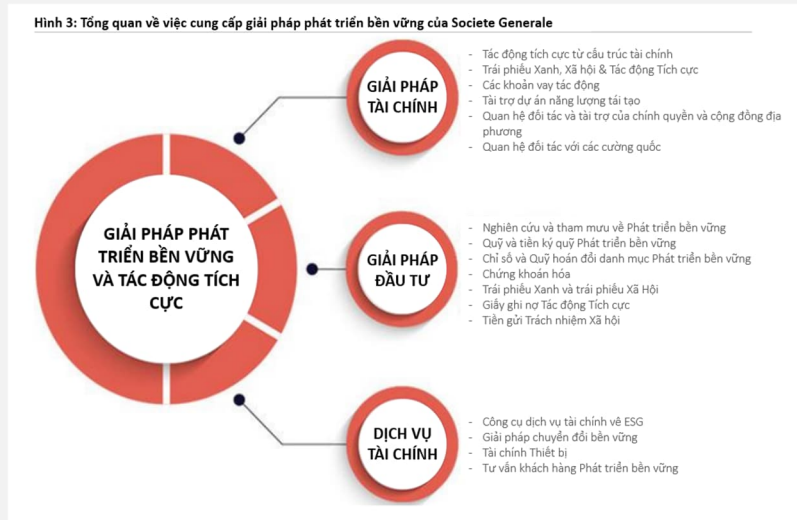 Hình 3: Tổng quan về việc cung cấp giải pháp phát triển bền vững của Societe Generale
GIẢI PHÁP PHÁT
TRIỂN BỀN VỮNG
VÀ TÁC ĐỘNG TÍCH
CỰC
GIẢI PHÁP
TÀI CHÍNH
- Tác động tích cực từ cấu trúc tài chính
- Trái phiếu Xanh, Xã hội & Tác động Tích cực
- Các khoản vay tác động
- Tài trợ dự án năng lượng tái tạo
- Quan hệ đối tác và tài trợ của chính quyền và cộng đồng địa
phương
- Quan hệ đối tác với các cường quốc
GIẢI PHÁP
ĐẦU TƯ
- Nghiên cứu và tham mưu về Phát triển bền vững
- Quỹ và tiền ký quỹ Phát triển bền vững
- Chỉ số và Quỹ hoán đổi danh mục Phát triển bền vững
- Chứng khoán hóa
- Trái phiếu Xanh và trái phiếu Xã Hội
- Giấy ghi nợ Tác động Tích cực
- Tiền gửi Trách nhiệm Xã hội
DỊCH VỤ
TÀI CHÍNH
- Công cụ dịch vụ tài chính vê ESG
- Giải pháp chuyển đổi bền vững
- Tài chính Thiết bị
- Tư vấn khách hàng Phát triển bền vững